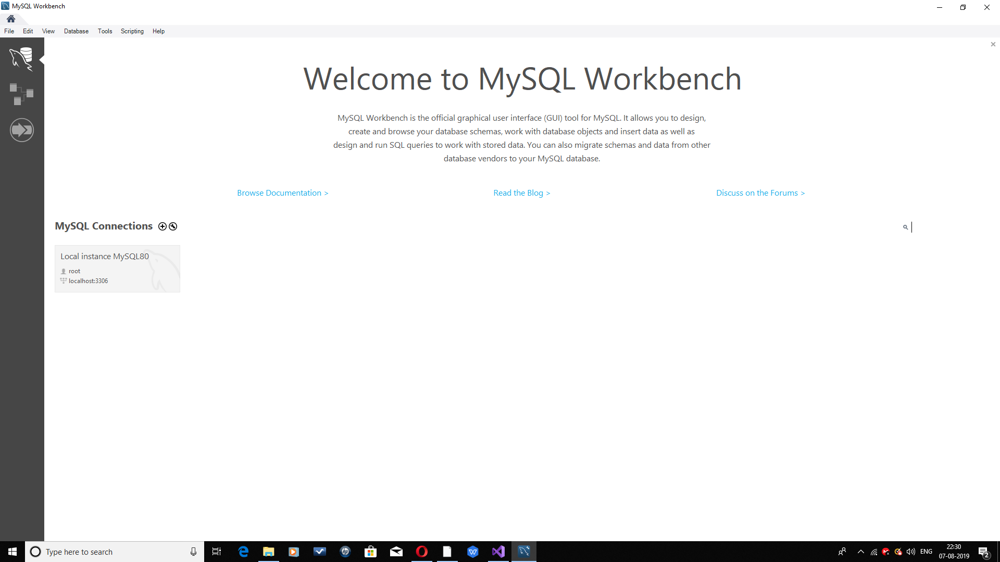 MySQL Workbench
File Edit View Database Tools Scripting Help
Welcome to MySQL Workbench
MySQL Workbench is the official graphical user interface (GUI) tool for MySQL. It allows you to design,
create and browse your database schemas, work with database objects and insert data as well as
design and run SQL queries to work with stored data. You can also migrate schemas and data from other
database vendors to your MySQL database.
Browse Documentation > Read the Blog > Discuss on the Forums >
MySQL Connections
Local instance MySQL80
root
localhost:3306
Type here to search
ENG
22:30
07-08-2019
2